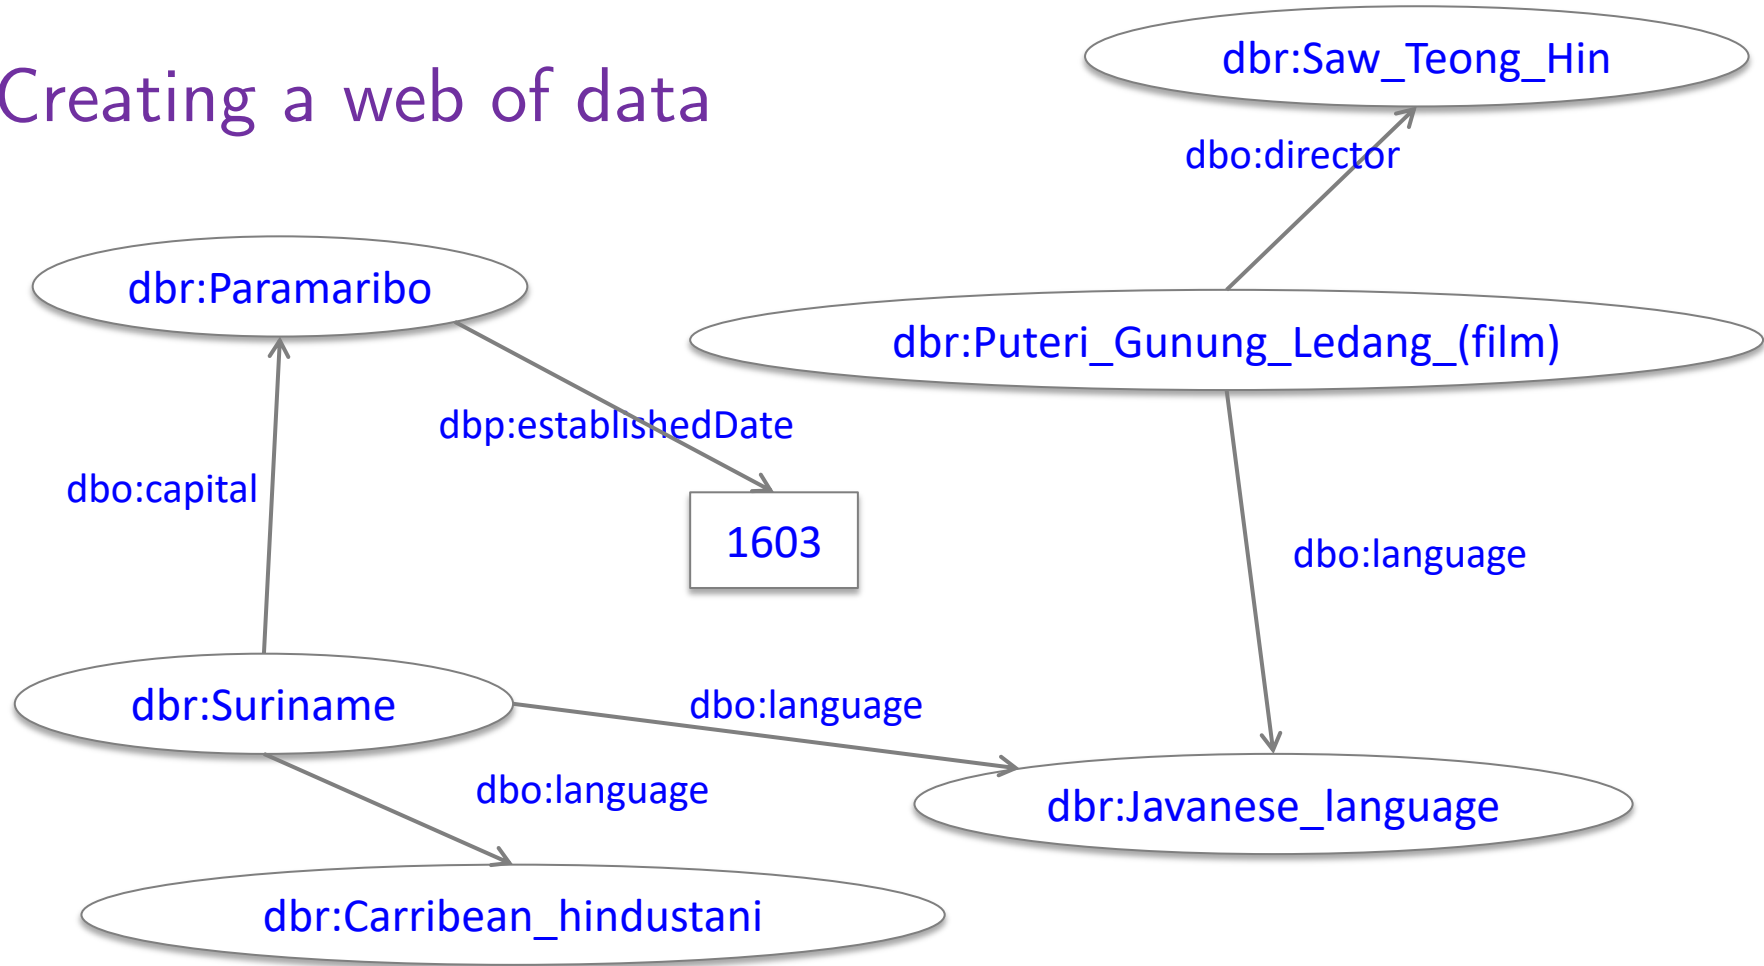 Creating a web of data
dbr:Saw_Teong_Hin
dbo:director
dbr:Paramaribo
dbr:Puteri_Gunung_Ledang_(film)
dbp:establishedDate
dbo:capital
1603
dbo:language
dbr:Suriname
dbo:language
dbo:language
dbr:Javanese_language
dbr:Carribean_hindustani